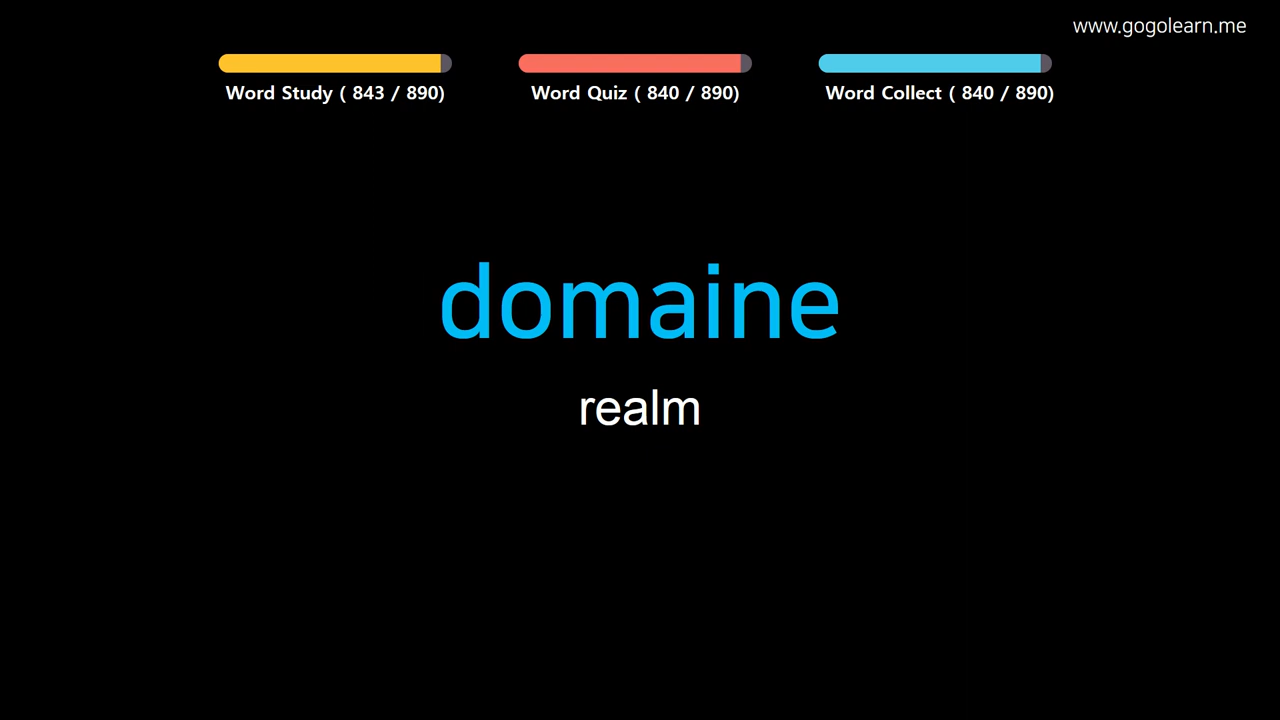 www.gogolearn.me
Word Study ( 843 / 890)
Word Quiz ( 840 / 890)
Word Collect ( 840 / 890)
domaine
realm